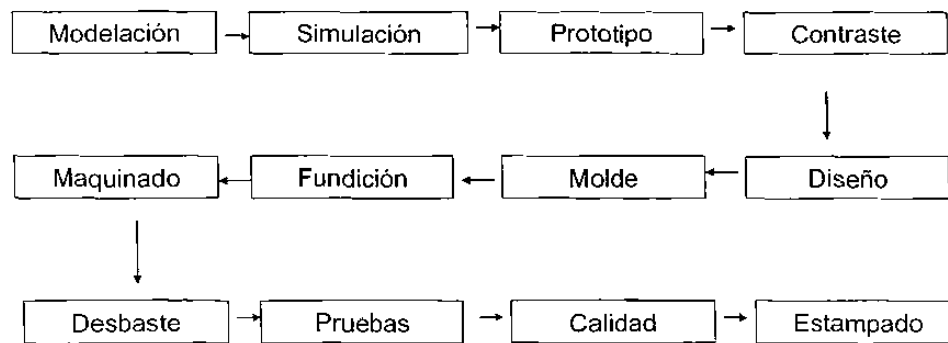 Modelación Simulación Prototipo Contraste
Maquinado Fundición Molde Diseño
Desbaste Pruebas Calidad Estampado